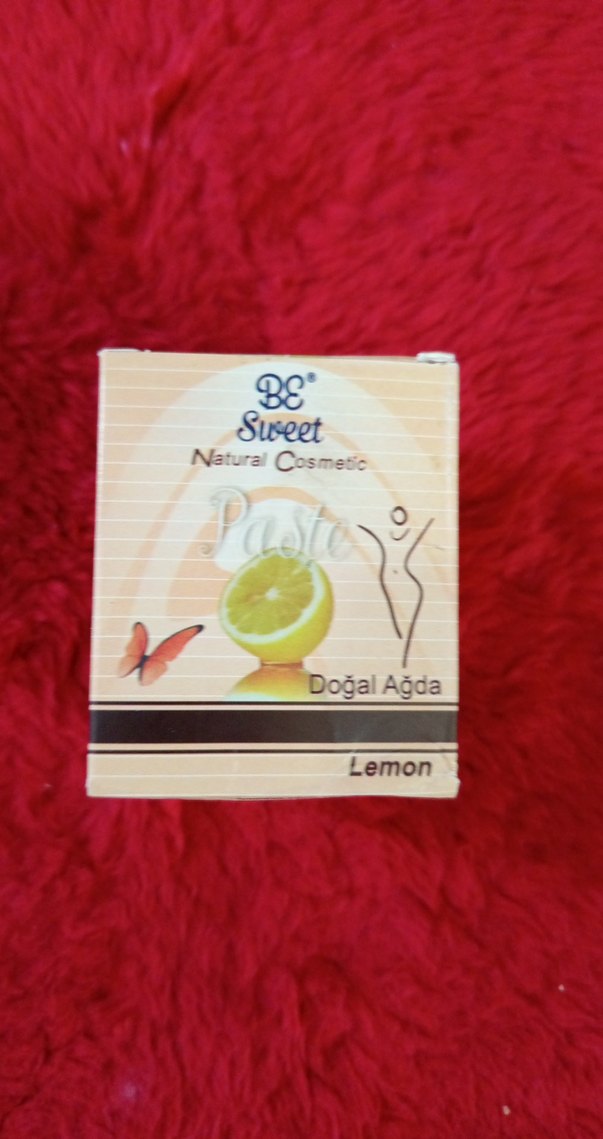 BE®
Sweet
Natural Cosmetic
Paste
Doğal Ağda
Lemon